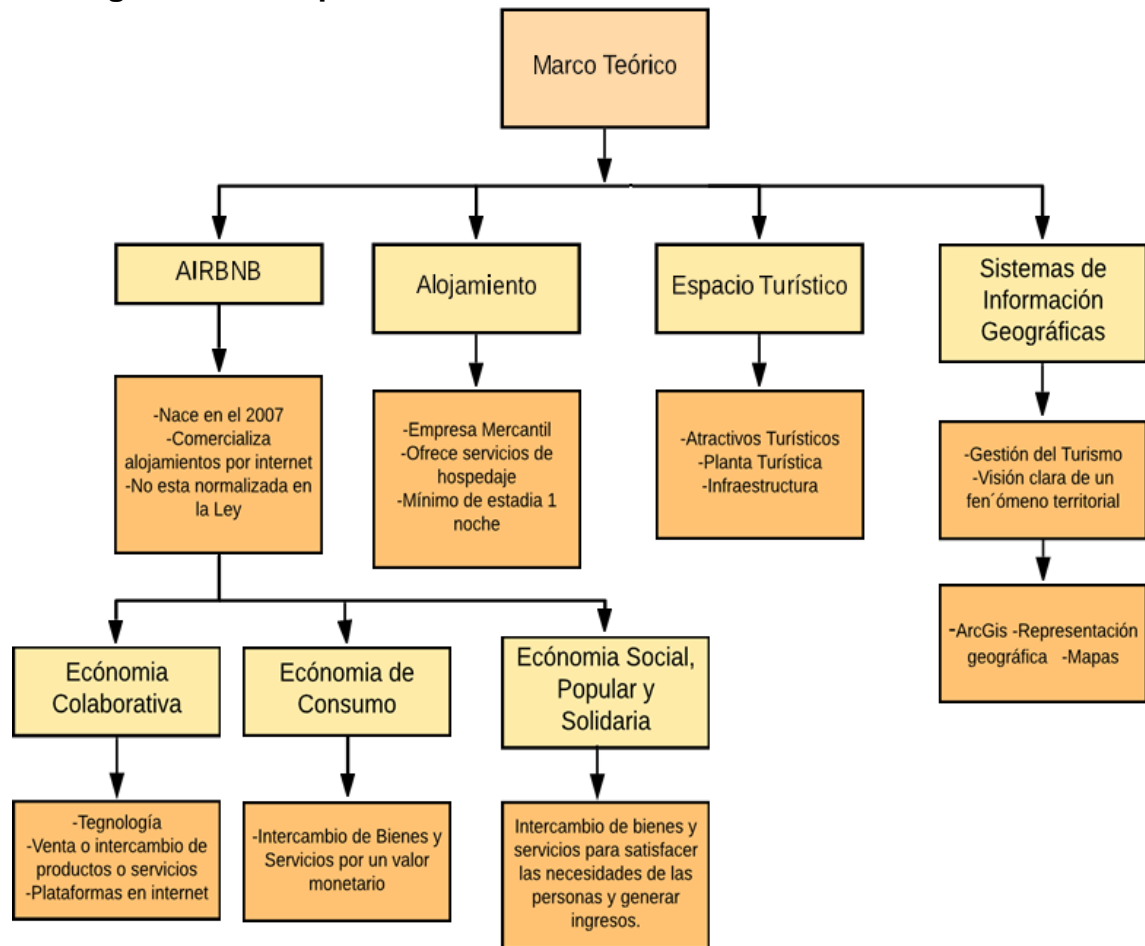 Marco Teórico
AIRBNB
Alojamiento
Espacio Turístico
Sistemas de
Información
Geográficas
-Nace en el 2007
-Comercializa
alojamientos por internet
-No esta normalizada en
la Ley
-Empresa Mercantil
-Ofrece servicios de
hospedaje
-Mínimo de estadia 1
noche
-Atractivos Turísticos
-Planta Turística
-Infraestructura
-Gestión del Turismo
-Visión clara de un
fen´ómeno territorial
-ArcGis -Representación
geográfica -Mapas
Ecónomia
Colaborativa
Ecónomia de
Consumo
Ecónomia Social,
Popular y
Solidaria
-Tegnología
-Venta o intercambio de
productos o servicios
-Plataformas en internet
-Intercambio de Bienes y
Servicios por un valor
monetario
Intercambio de bienes y
servicios para satisfacer
las necesidades de las
personas y generar
ingresos.